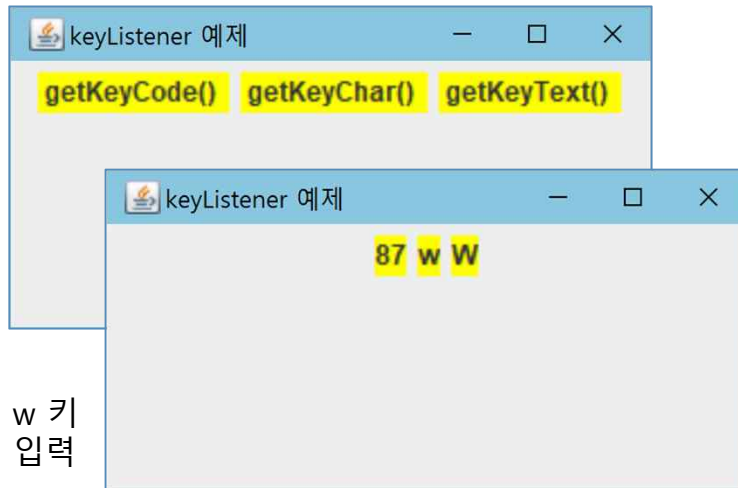 keyListener 예제
getKeyCode() getKeyChar() getKeyText()
keyListener 예제
87 w W
w 키
입력